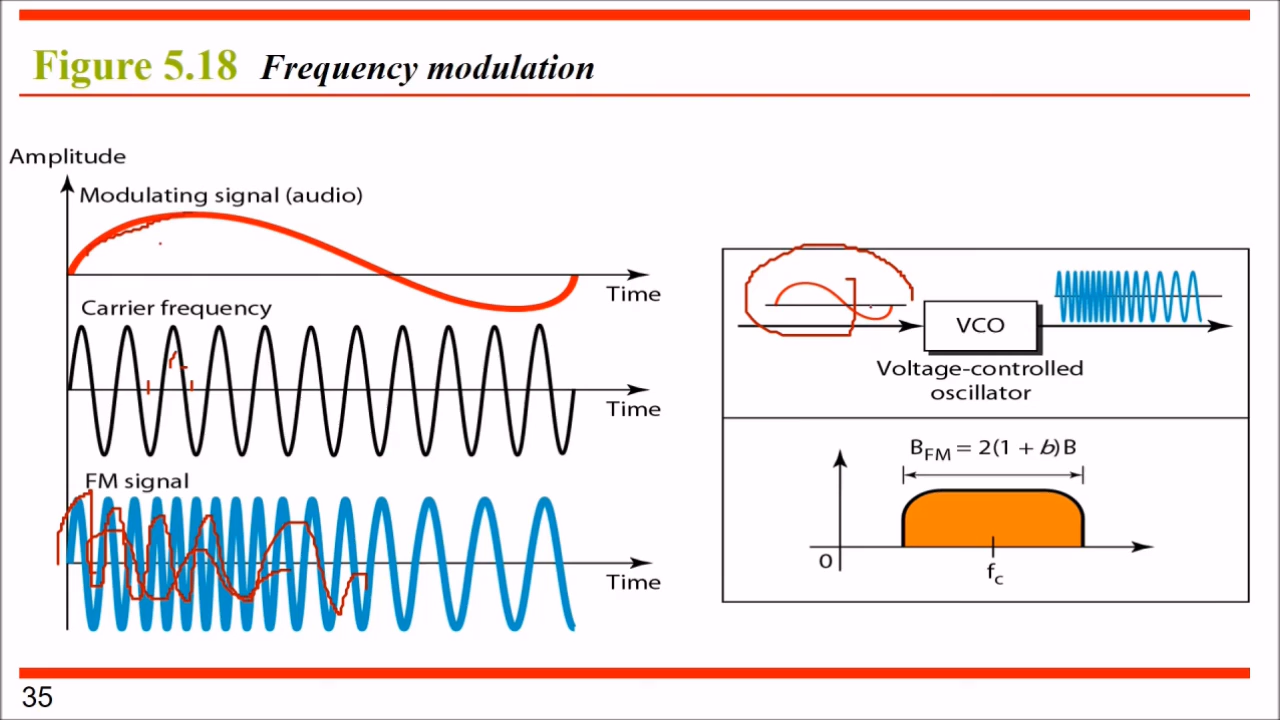 Figure 5.18 Frequency modulation
Amplitude
Modulating signal (audio)
Time
Carrier frequency
Time
FM signal
Time
VCO
Voltage-controlled
oscillator
BFM = 2(1 + b)B
0
fc
35